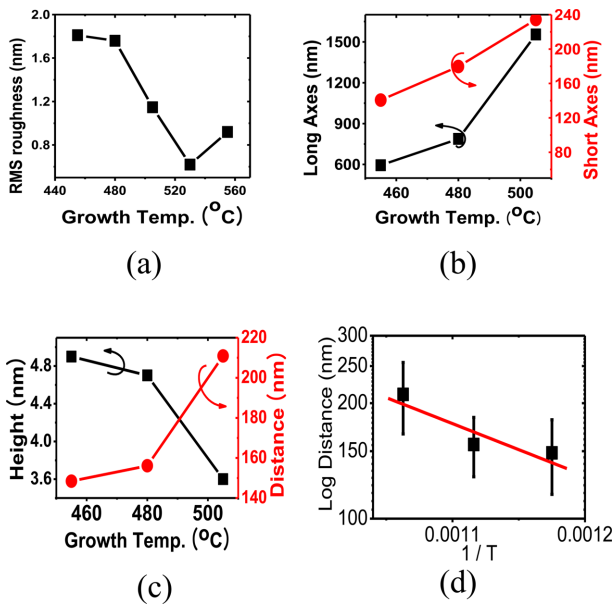 2.0
1.6
1.2
0.8
RMS roughness (nm)
440
480
520
560
Growth Temp. (°C)
(a)
1500
1200
900
600
Long Axes (nm)
240
200
160
120
80
Short Axes (nm)
460
480
500
Growth Temp. (°C)
(b)
4.8
4.4
4.0
3.6
Height (nm)
220
200
180
160
140
Distance (nm)
460
480
500
Growth Temp. (°C)
(c)
300
250
200
150
100
Log Distance (nm)
0.0011
0.0012
1 / T
(d)